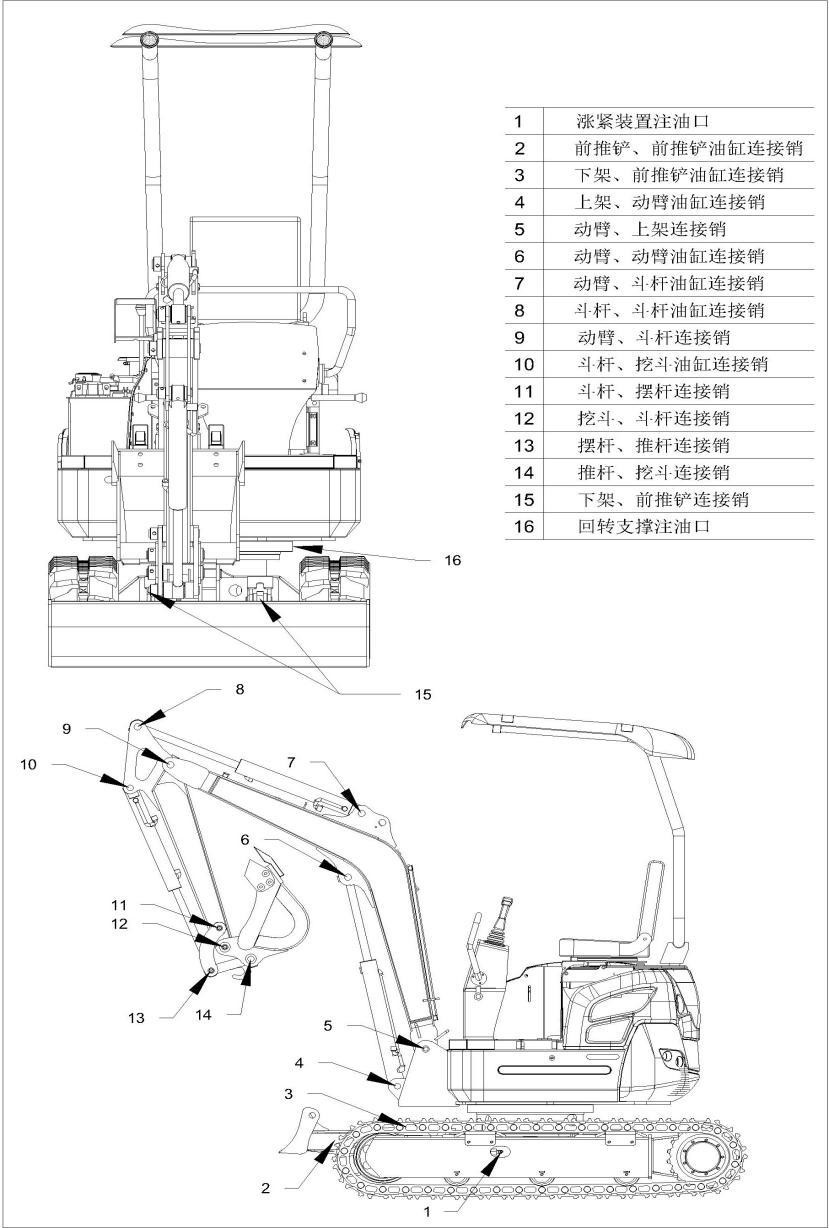 1 涨紧装置注油口
2 前推铲、前推铲油缸连接销
3 下架、前推铲油缸连接销
4 上架、动臂油缸连接销
5 动臂、上架连接销
6 动臂、动臂油缸连接销
7 动臂、斗杆油缸连接销
8 斗杆、斗杆油缸连接销
9 动臂、斗杆连接销
10 斗杆、挖斗油缸连接销
11 斗杆、摆杆连接销
12 挖斗、斗杆连接销
13 摆杆、推杆连接销
14 推杆、挖斗连接销
15 下架、前推铲连接销
16 回转支撑注油口
16
15
8
9
10
7
6
11
12
13
14
5
4
3
2
1